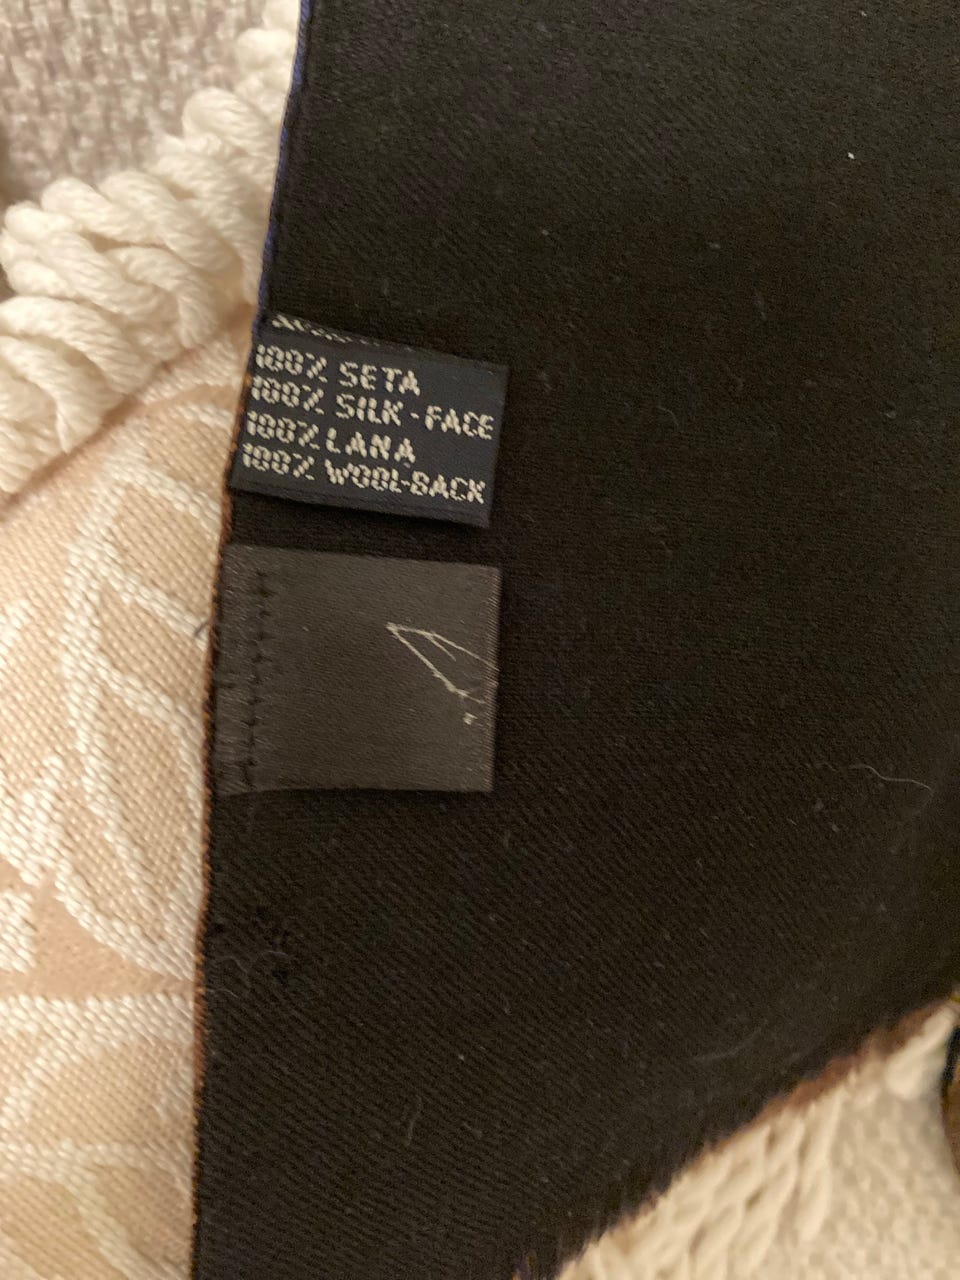 100% SETA
100% SILK-FACE
100% LANA
100% WOOL-BACK